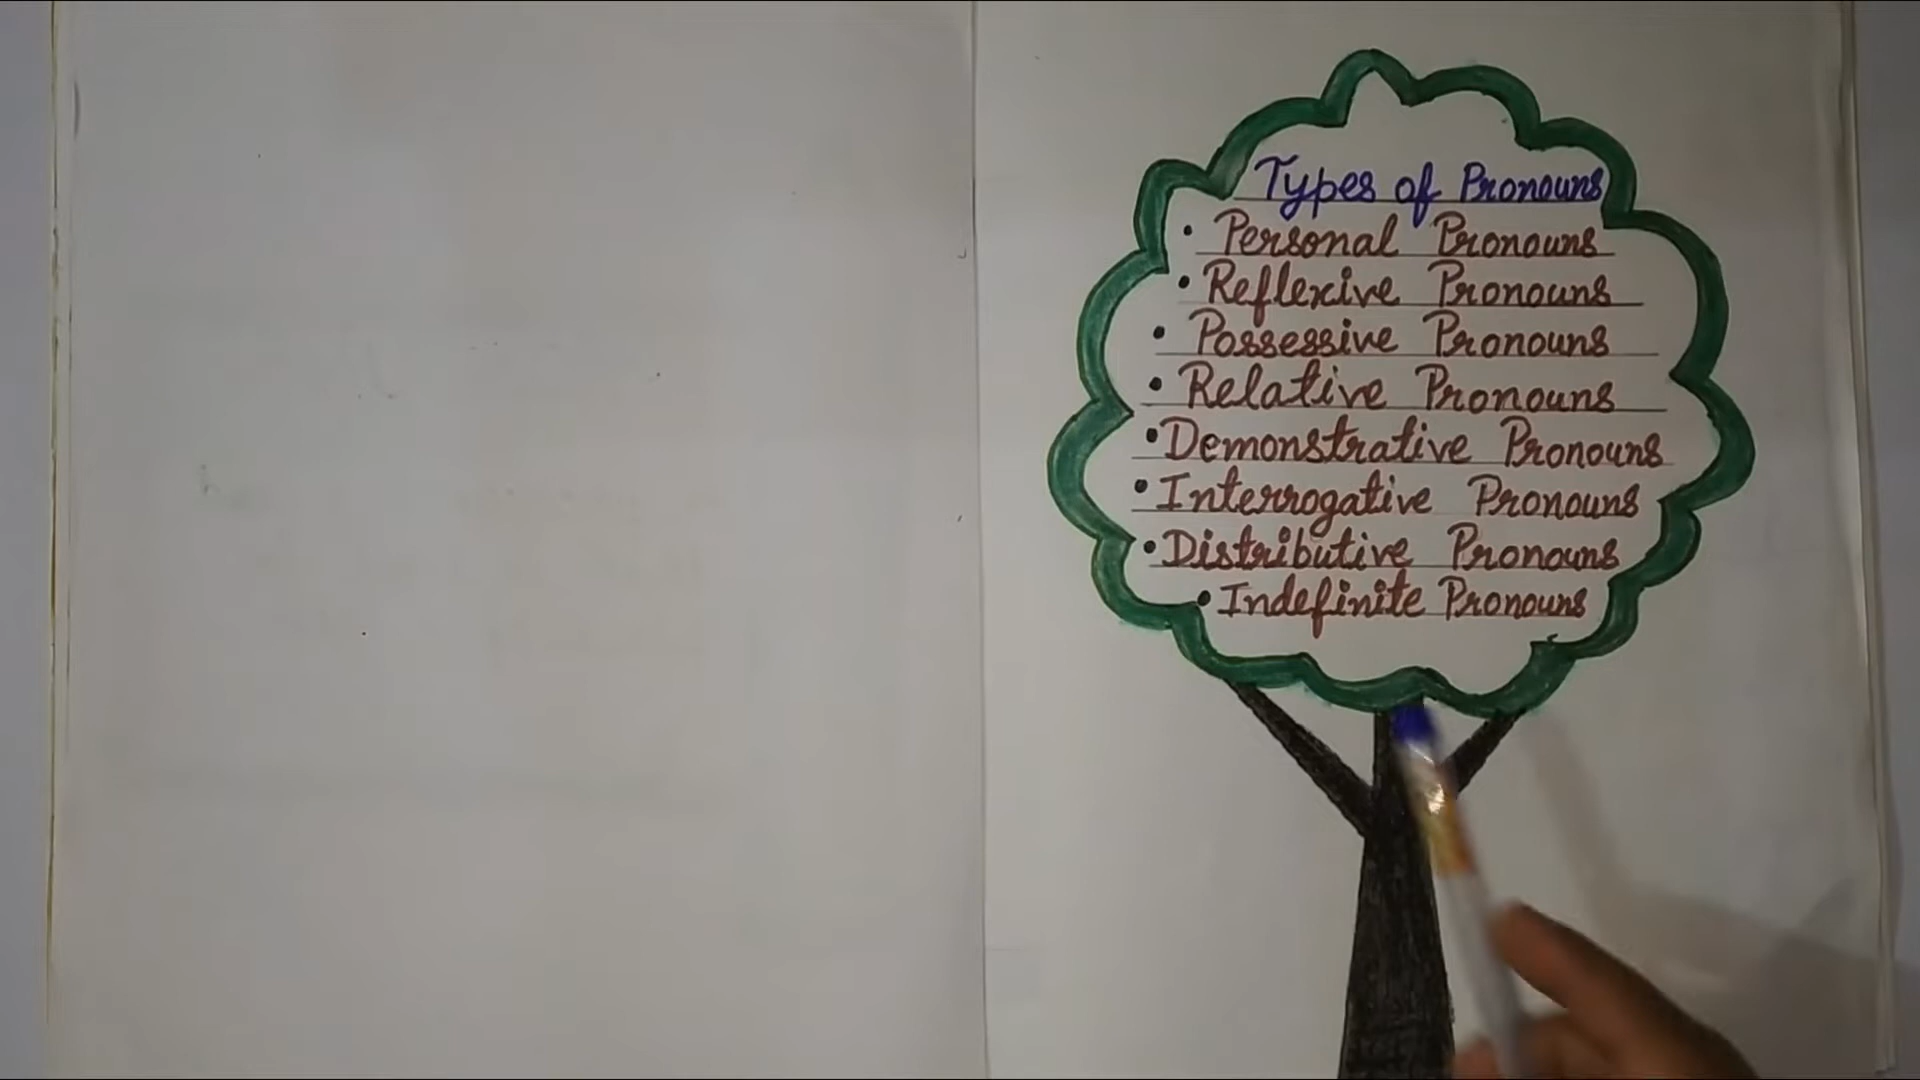 Types of Pronouns
• Personal Pronouns
• Reflexive Pronouns
• Possessive Pronouns
• Relative Pronouns
• Demonstrative Pronouns
• Interrogative Pronouns
• Distributive Pronouns
• Indefinite Pronouns